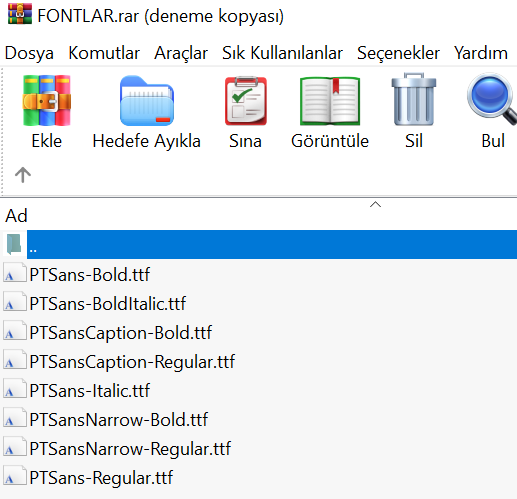 FONTLAR.rar (deneme kopyası)
Dosya Komutlar Araçlar Sık Kullanılanlar Seçenekler Yardım
Ekle Hedefe Ayıkla Sına Görüntüle Sil Bul
Ad
..
PTSans-Bold.ttf
PTSans-BoldItalic.ttf
PTSansCaption-Bold.ttf
PTSansCaption-Regular.ttf
PTSans-Italic.ttf
PTSansNarrow-Bold.ttf
PTSansNarrow-Regular.ttf
PTSans-Regular.ttf